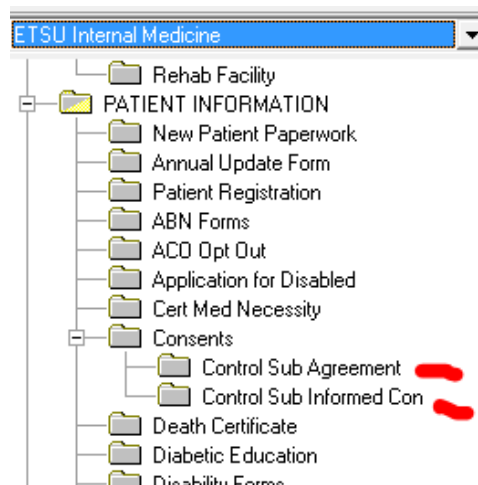 ETSU Internal Medicine
Rehab Facility
PATIENT INFORMATION
New Patient Paperwork
Annual Update Form
Patient Registration
ABN Forms
ACO Opt Out
Application for Disabled
Cert Med Necessity
Consents
Control Sub Agreement
Control Sub Informed Con
Death Certificate
Diabetic Education
Disability Forms